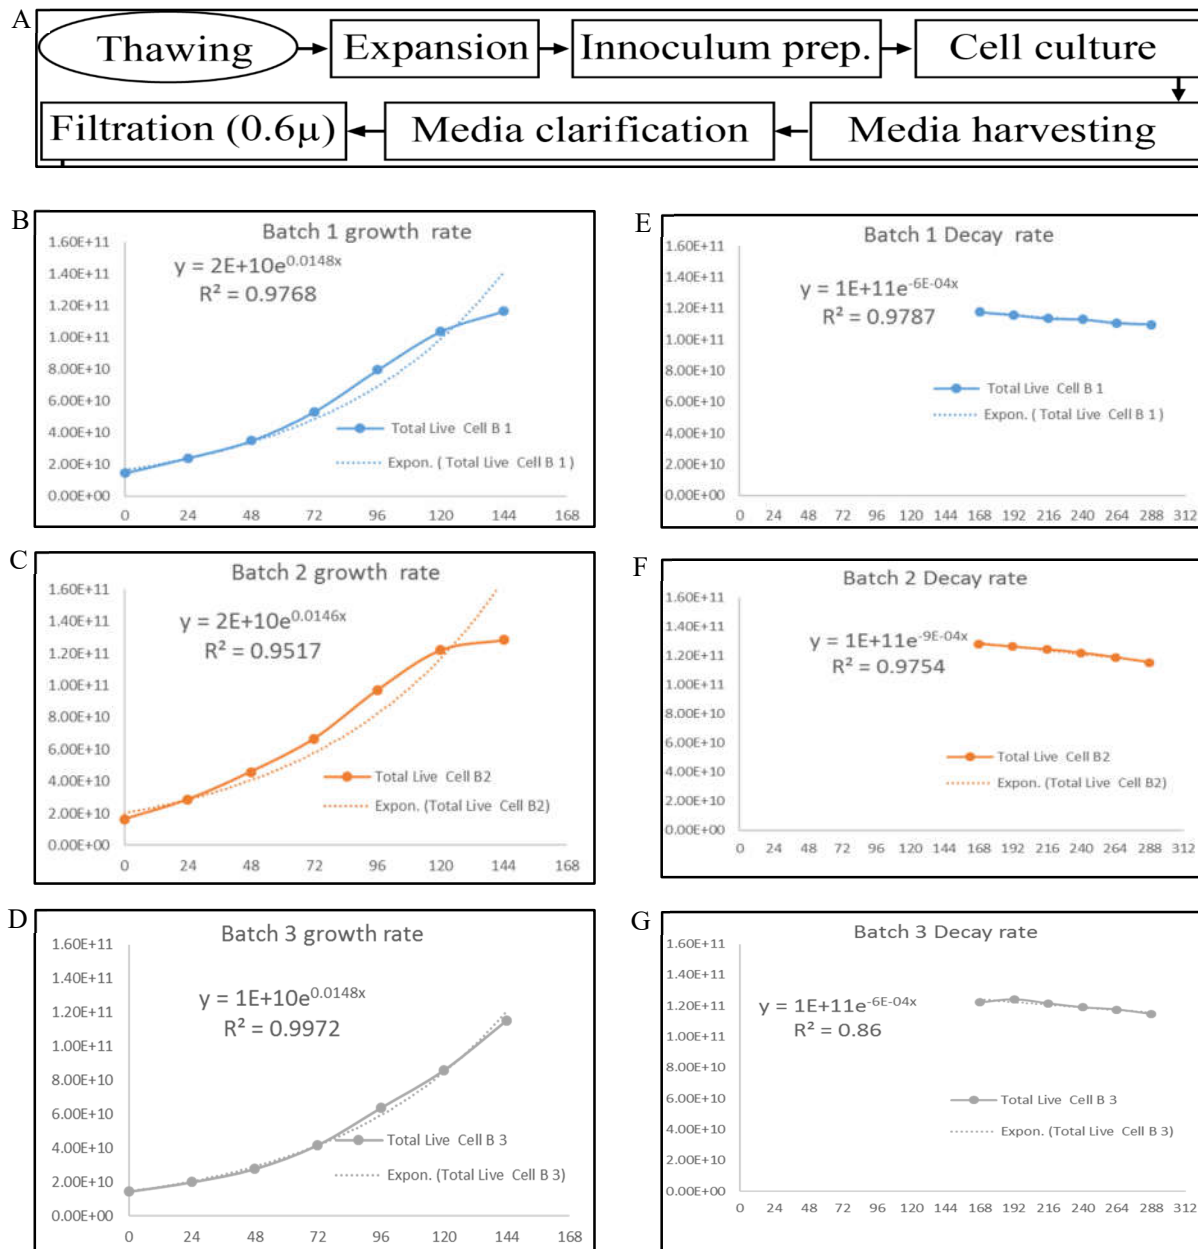 A
Thawing
Expansion
Innoculum prep.
Cell culture
Filtration (0.6µ)
Media clarification
Media harvesting
B
Batch 1 growth rate
y = 2E+10e^0.0148x
R² = 0.9768
1.60E+11
1.40E+11
1.20E+11
1.00E+11
8.00E+10
6.00E+10
4.00E+10
2.00E+10
0.00E+00
Total Live Cell B 1
Expon. ( Total Live Cell B 1 )
0 24 48 72 96 120 144 168
E
Batch 1 Decay rate
y = 1E+11e^-6E-04x
R² = 0.9787
1.60E+11
1.40E+11
1.20E+11
1.00E+11
8.00E+10
6.00E+10
4.00E+10
2.00E+10
0.00E+00
Total Live Cell B 1
Expon. ( Total Live Cell B 1 )
0 24 48 72 96 120 144 168 192 216 240 264 288 312
C
Batch 2 growth rate
y = 2E+10e^0.0146x
R² = 0.9517
1.60E+11
1.40E+11
1.20E+11
1.00E+11
8.00E+10
6.00E+10
4.00E+10
2.00E+10
0.00E+00
Total Live Cell B2
Expon. (Total Live Cell B2)
0 24 48 72 96 120 144 168
F
Batch 2 Decay rate
y = 1E+11e^-9E-04x
R² = 0.9754
1.60E+11
1.40E+11
1.20E+11
1.00E+11
8.00E+10
6.00E+10
4.00E+10
2.00E+10
0.00E+00
Total Live Cell B2
Expon. (Total Live Cell B2)
0 24 48 72 96 120 144 168 192 216 240 264 288 312
D
Batch 3 growth rate
y = 1E+10e^0.0148x
R² = 0.9972
1.60E+11
1.40E+11
1.20E+11
1.00E+11
8.00E+10
6.00E+10
4.00E+10
2.00E+10
0.00E+00
Total Live Cell B 3
Expon. (Total Live Cell B 3)
0 24 48 72 96 120 144 168
G
Batch 3 Decay rate
y = 1E+11e^-6E-04x
R² = 0.86
1.60E+11
1.40E+11
1.20E+11
1.00E+11
8.00E+10
6.00E+10
4.00E+10
2.00E+10
0.00E+00
Total Live Cell B 3
Expon. (Total Live Cell B 3)
0 24 48 72 96 120 144 168 192 216 240 264 288 312